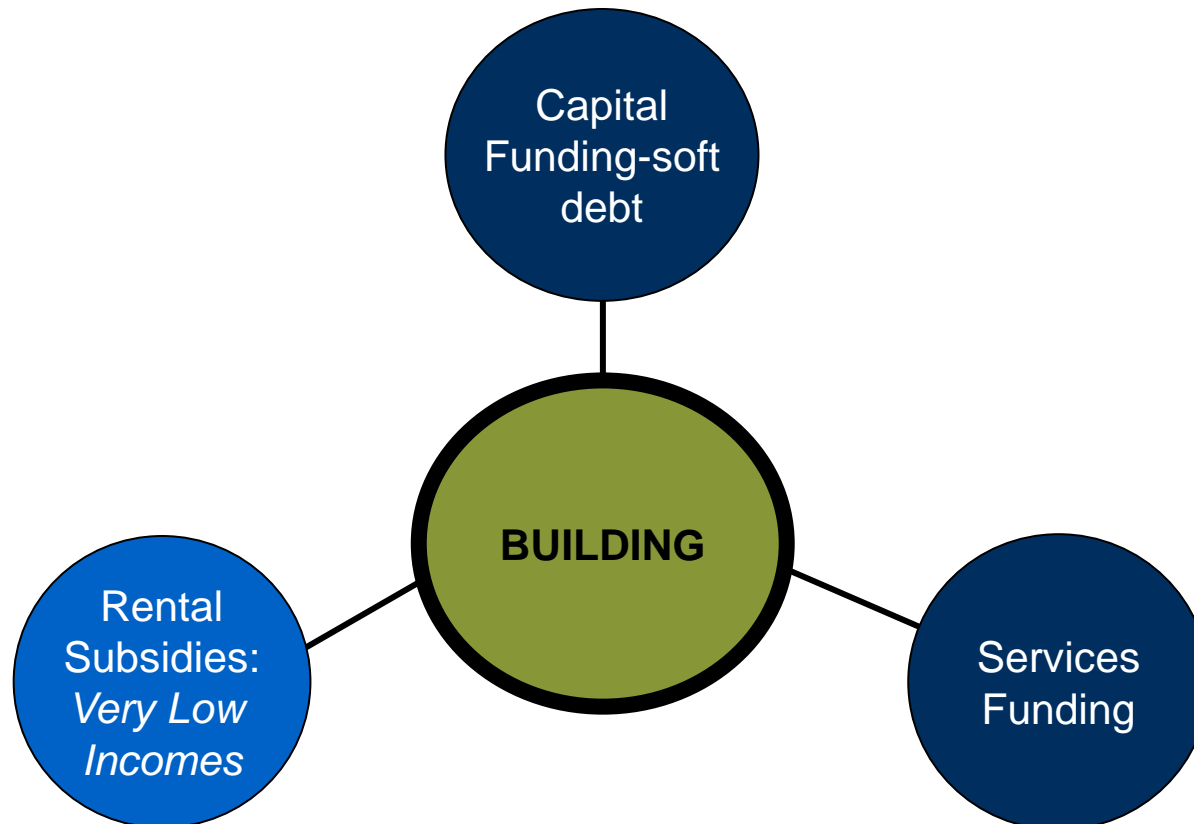 Capital
Funding-soft
debt
BUILDING
Rental
Subsidies:
Very Low
Incomes
Services
Funding